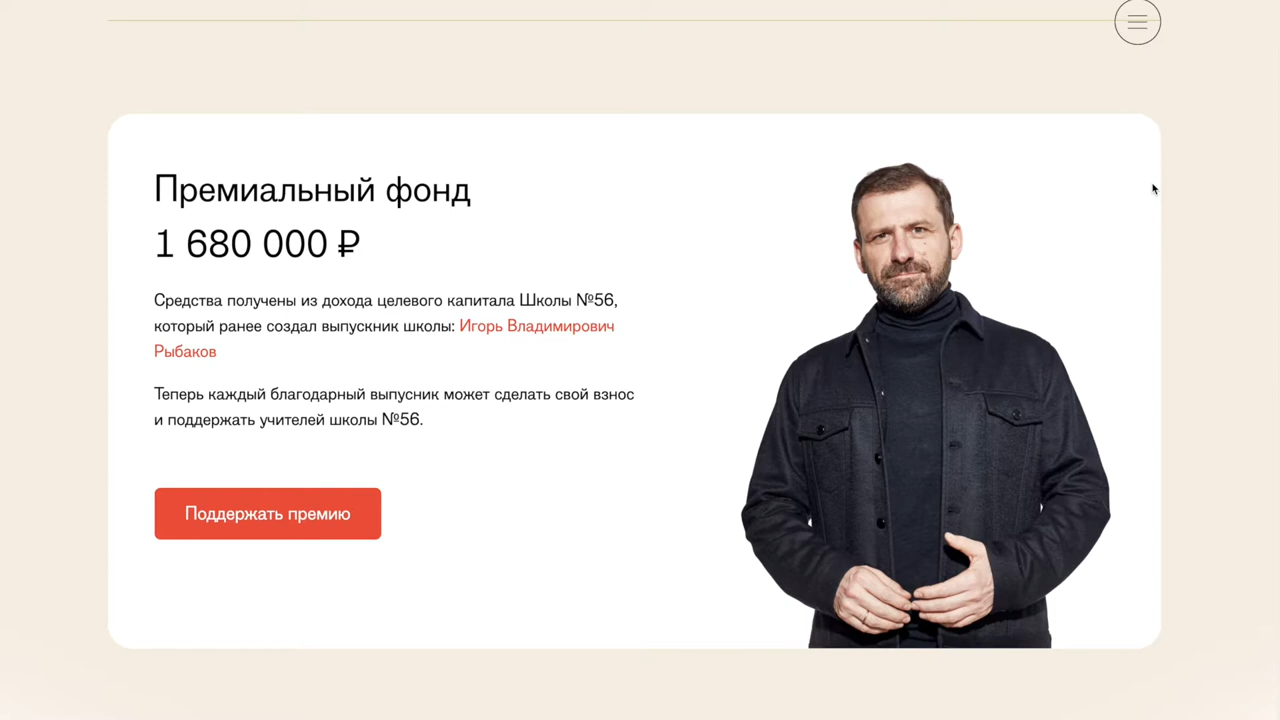 Премиальный фонд
1 680 000 ₽
Средства получены из дохода целевого капитала Школы №56,
который ранее создал выпускник школы: Игорь Владимирович
Рыбаков
Теперь каждый благодарный выпусник может сделать свой взнос
и поддержать учителей школы №56.
Поддержать премию